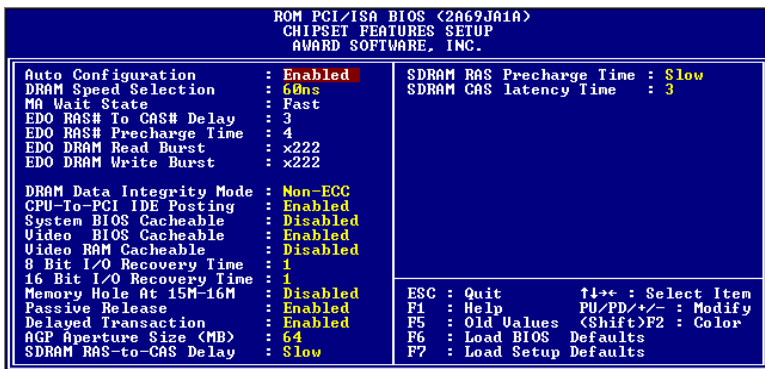 ROM PCI/ISA BIOS (2A69JA1A)
CHIPSET FEATURES SETUP
AWARD SOFTWARE, INC.
Auto Configuration : Enabled
DRAM Speed Selection : 60ns
MA Wait State : Fast
EDO RAS# To CAS# Delay : 3
EDO RAS# Precharge Time : 4
EDO DRAM Read Burst : x222
EDO DRAM Write Burst : x222
DRAM Data Integrity Mode : Non-ECC
CPU-To-PCI IDE Posting : Enabled
System BIOS Cacheable : Disabled
Video BIOS Cacheable : Enabled
Video RAM Cacheable : Disabled
8 Bit I/O Recovery Time : 1
16 Bit I/O Recovery Time : 1
Memory Hole At 15M-16M : Disabled
Passive Release : Enabled
Delayed Transaction : Enabled
AGP Aperture Size (MB) : 64
SDRAM RAS-to-CAS Delay : Slow
SDRAM RAS Precharge Time : Slow
SDRAM CAS latency Time : 3
ESC : Quit ↑↓→← : Select Item
F1 : Help PU/PD/+/- : Modify
F5 : Old Values (Shift)F2 : Color
F6 : Load BIOS Defaults
F7 : Load Setup Defaults